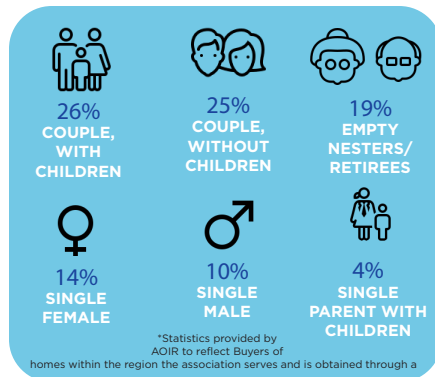 26%
COUPLE,
WITH
CHILDREN
25%
COUPLE,
WITHOUT
CHILDREN
19%
EMPTY
NESTERS/
RETIREES
14%
SINGLE
FEMALE
10%
SINGLE
MALE
4%
SINGLE
PARENT WITH
CHILDREN
*Statistics provided by
AOIR to reflect Buyers of
homes within the region the association serves and is obtained through a